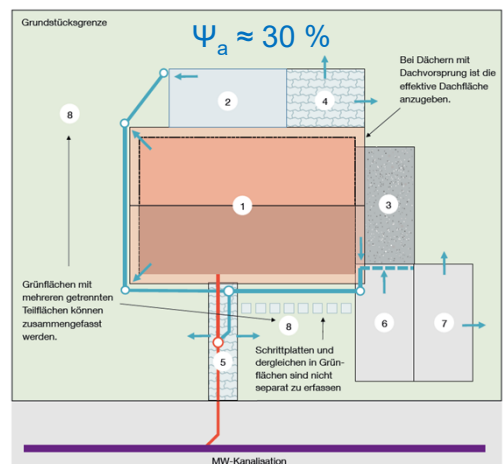 Grundstücksgrenze
Ψa ≈ 30 %
Bei Dächern mit
Dachvorsprung ist die
effektive Dachfläche
anzugeben.
2
4
8
3
1
Grünflächen mit
mehreren getrennten
Teilflächen können
zusammengefasst
werden.
8
6
7
5
Schrittplatten und
dergleichen in Grün-
flächen sind nicht
separat zu erfassen
MW-Kanalisation